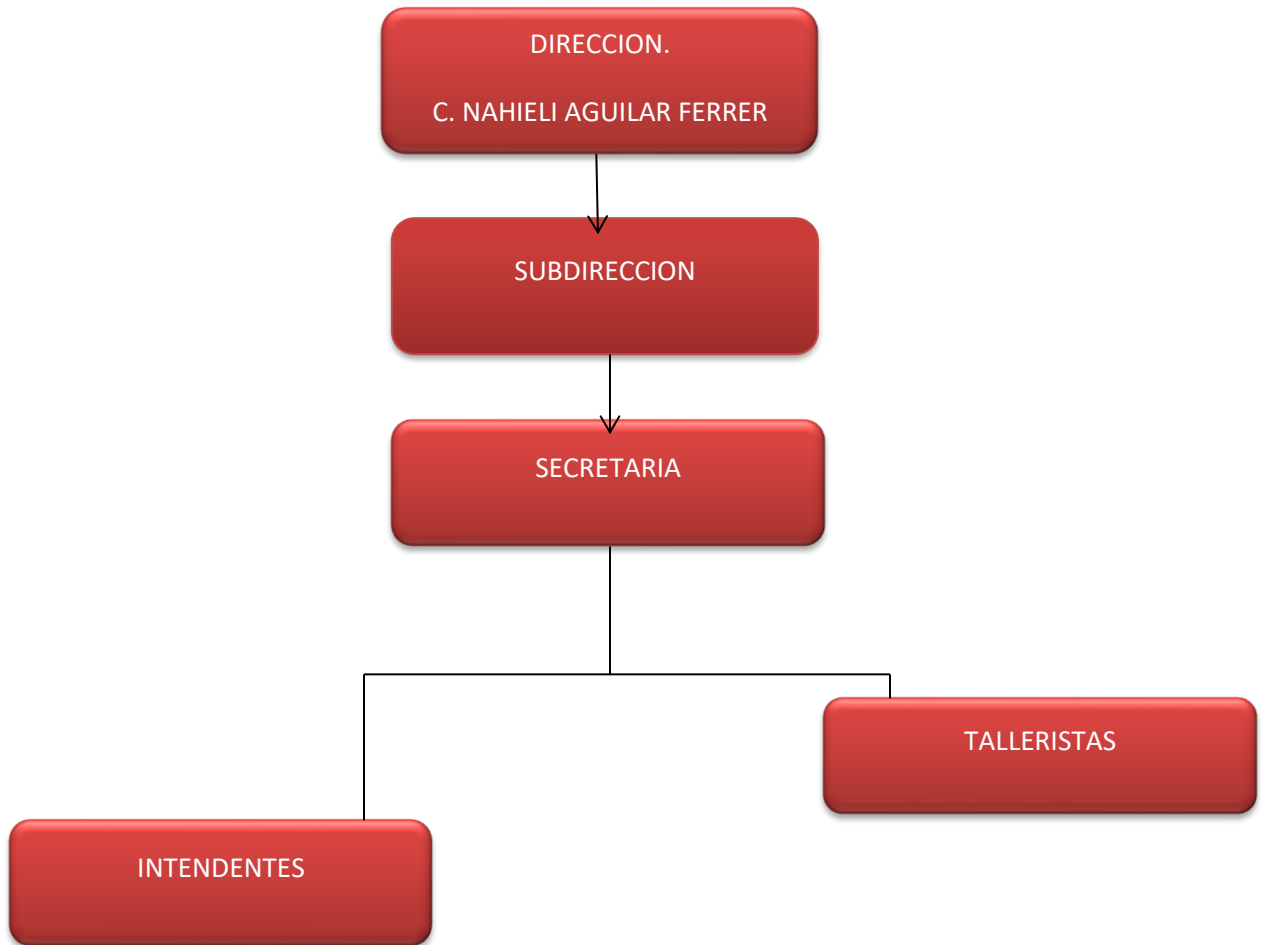 DIRECCION.
C. NAHIELI AGUILAR FERRER
SUBDIRECCION
SECRETARIA
TALLERISTAS
INTENDENTES